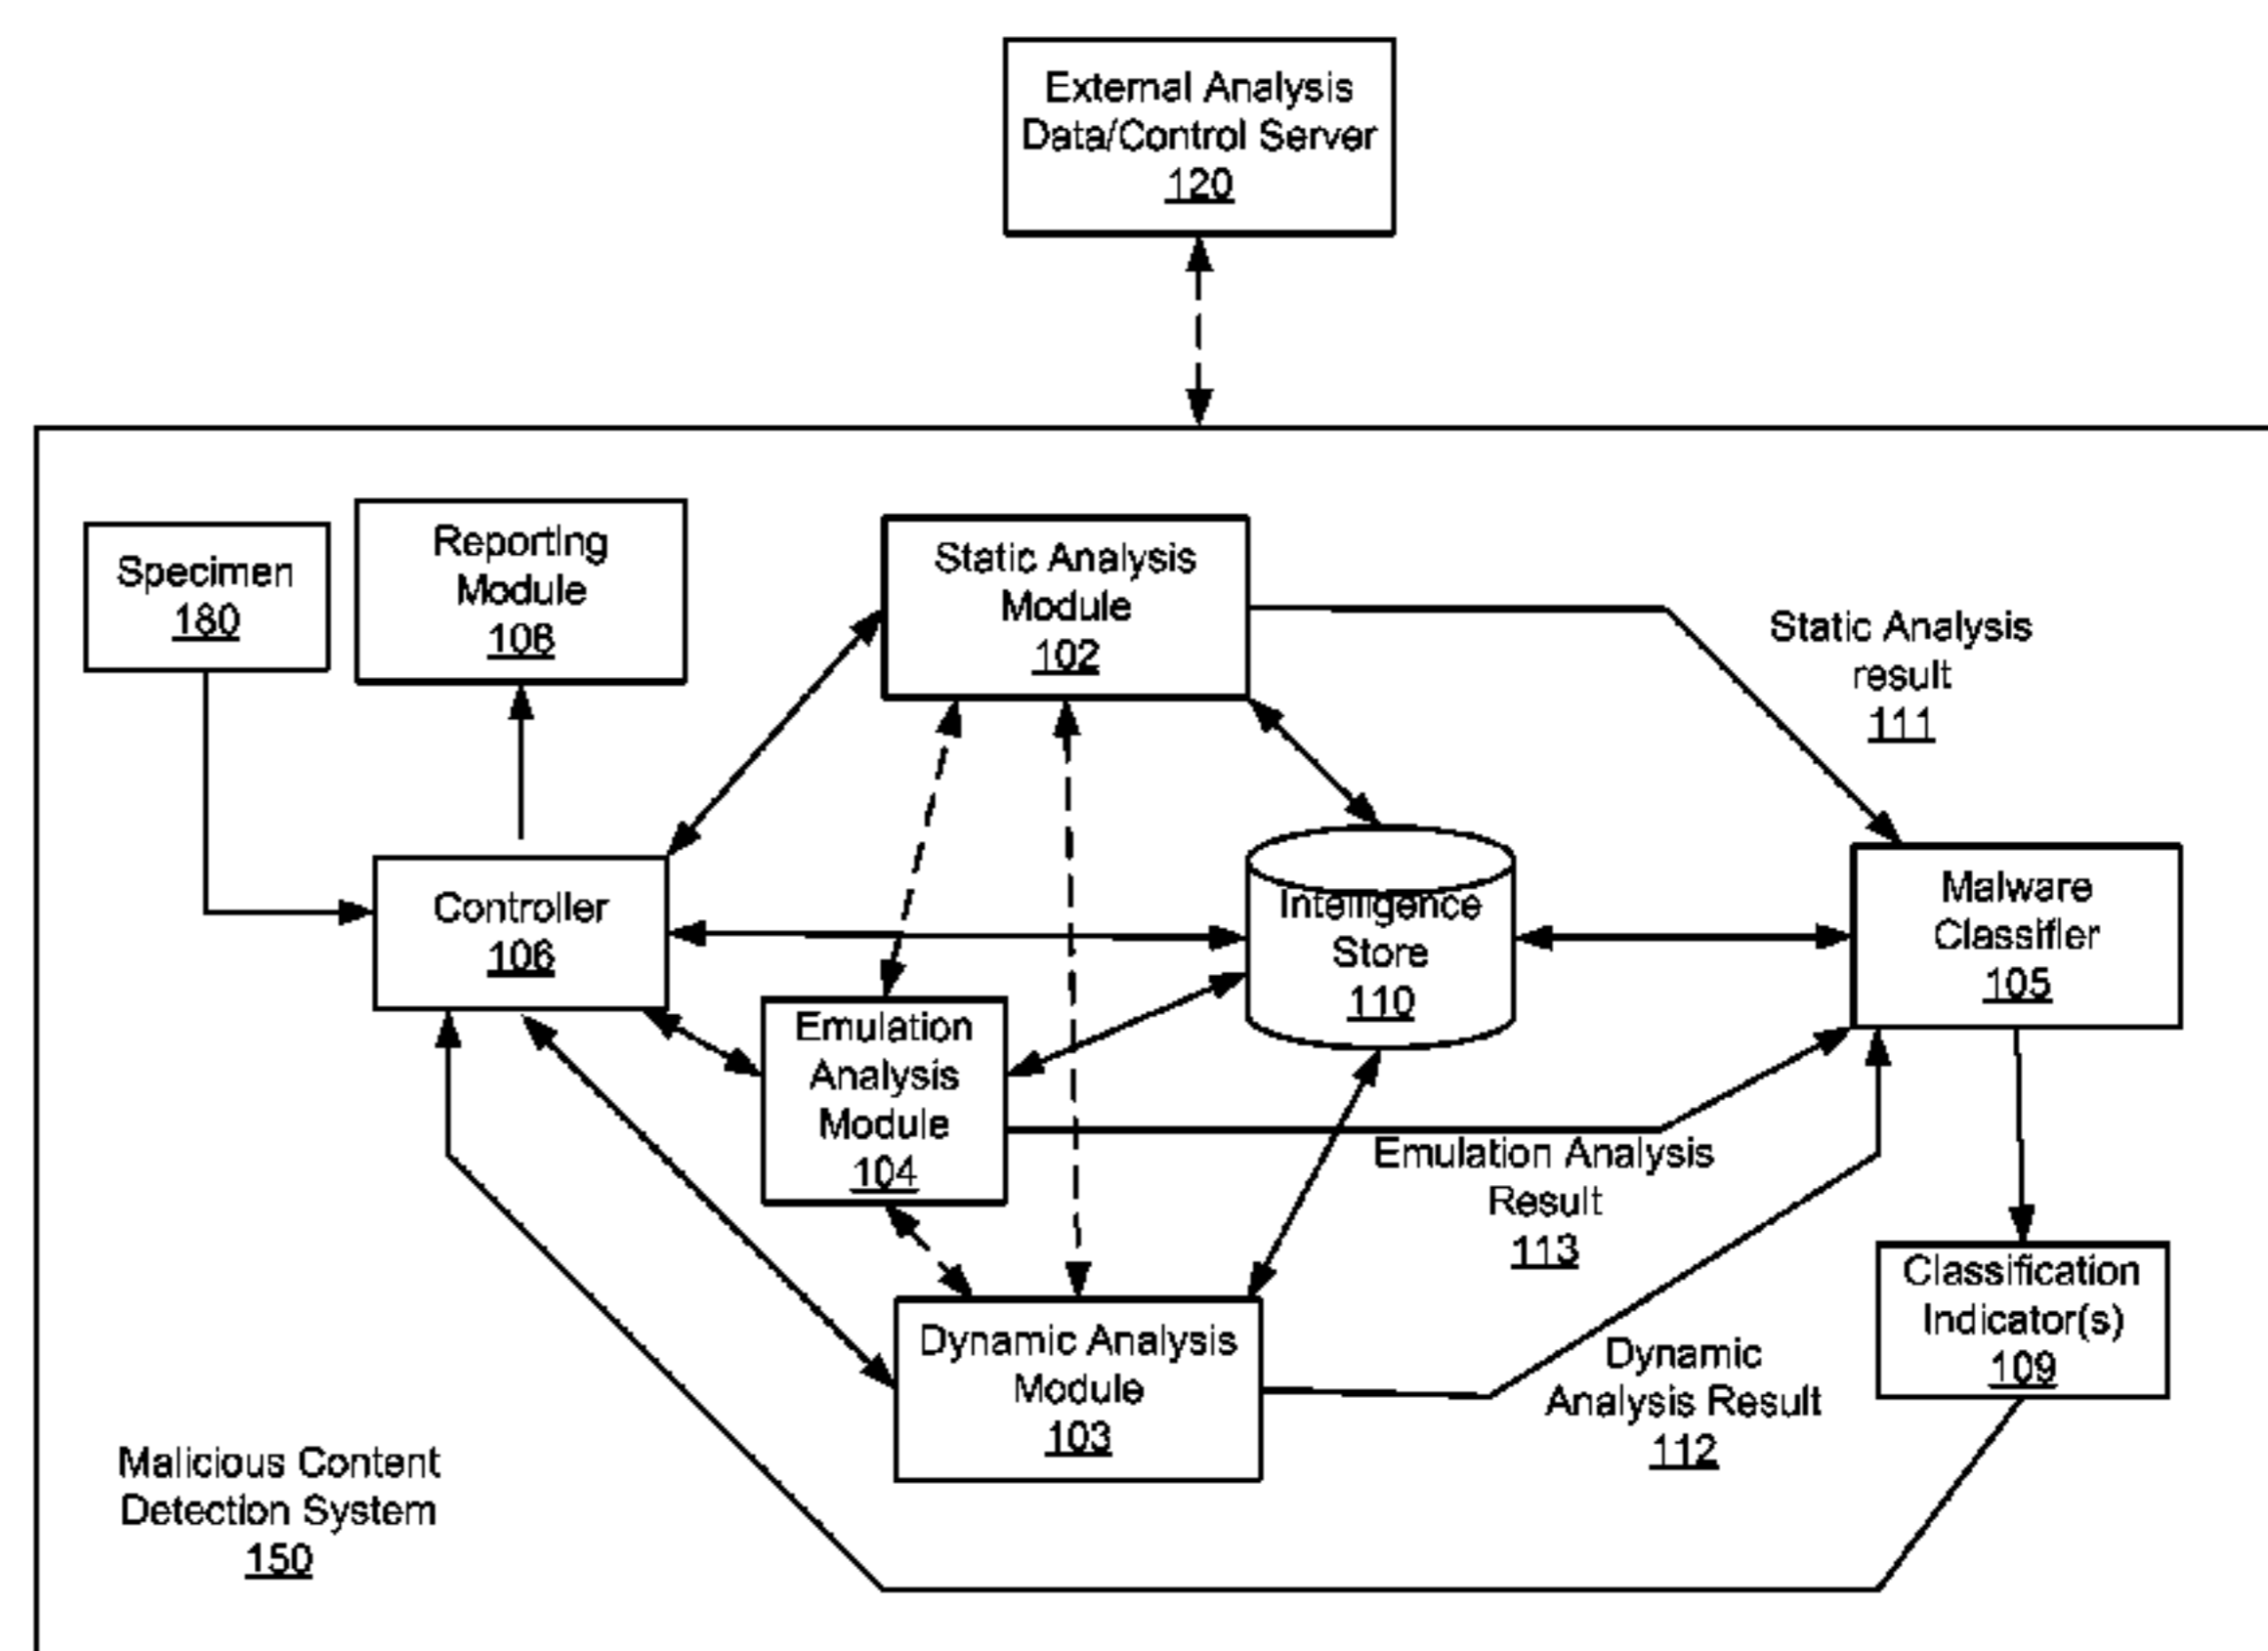 External Analysis
Data/Control Server
120
Specimen
180
Reporting
Module
108
Static Analysis
Module
102
Static Analysis
result
111
Controller
106
Intelligence
Store
110
Malware
Classifier
105
Emulation
Analysis
Module
104
Emulation Analysis
Result
113
Classification
Indicator(s)
109
Dynamic Analysis
Module
103
Dynamic
Analysis Result
112
Malicious Content
Detection System
150